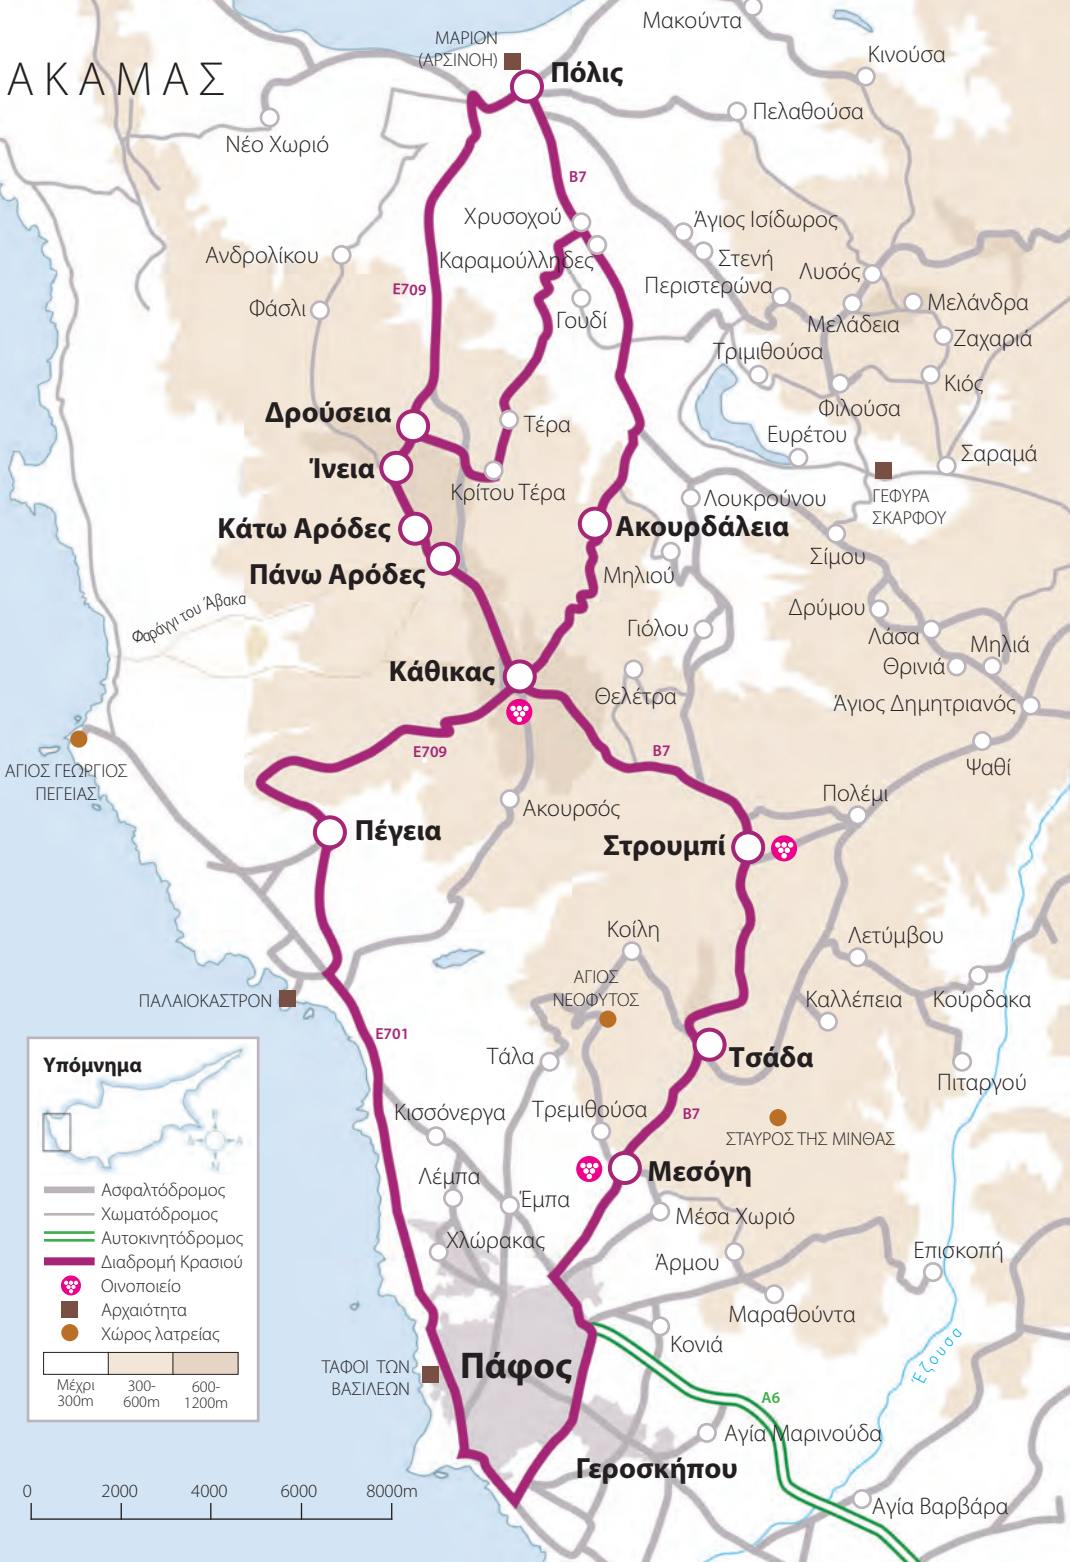 Μακούντα
ΜΑΡΙΟΝ
(ΑΡΣΙΝΟΗ)
Κινούσα
Πόλις
ΑΚΑΜΑΣ
Πελαθούσα
Νέο Χωριό
B7
Χρυσοχού
Άγιος Ισίδωρος
Ανδρολίκου
Καραμούλληδες
Στενή
Λυσός
Περιστερώνα
E709
Φάσλι
Γουδί
Μελάνδρα
Μελάδεια
Ζαχαριά
Τριμιθούσα
Κιός
Φιλούσα
Δρούσεια
Τέρα
Ευρέτου
Σαραμά
Ίνεια
Κρίτου Τέρα
Λουκρούνου
ΓΕΦΥΡΑ
ΣΚΑΡΦΟΥ
Κάτω Αρόδες
Ακουρδάλεια
Σίμου
Πάνω Αρόδες
Μηλιού
Φαράγγι του Άβακα
Δρύμου
Γιόλου
Λάσα
Μηλιά
Θρινιά
Κάθικας
Θελέτρα
Άγιος Δημητριανός
E709
B7
Ψαθί
ΑΓΙΟΣ ΓΕΩΡΓΙΟΣ
ΠΕΓΕΙΑΣ
Πολέμι
Ακουρσός
Πέγεια
Στρουμπί
Κοίλη
Λετύμβου
ΑΓΙΟΣ
ΝΕΟΦΥΤΟΣ
ΠΑΛΑΙΟΚΑΣΤΡΟΝ
Καλλέπεια
Κούρδακα
E701
Τάλα
Τσάδα
Πιταργού
Κισσόνεργα
Τρεμιθούσα
B7
ΣΤΑΥΡΟΣ ΤΗΣ ΜΙΝΘΑΣ
Λέμπα
Μεσόγη
Έμπα
Μέσα Χωριό
Χλώρακας
Άρμου
Επισκοπή
Μαραθούντα
Κονιά
Έζουσα
ΤΑΦΟΙ ΤΩΝ
ΒΑΣΙΛΕΩΝ
Πάφος
A6
Αγία Μαρινούδα
Γεροσκήπου
Αγία Βαρβάρα
Υπόμνημα
Ασφαλτόδρομος
Χωματόδρομος
Αυτοκινητόδρομος
Διαδρομή Κρασιού
Οινοποιείο
Αρχαιότητα
Χώρος λατρείας
Μέχρι
300m
300-
600m
600-
1200m
0 2000 4000 6000 8000m